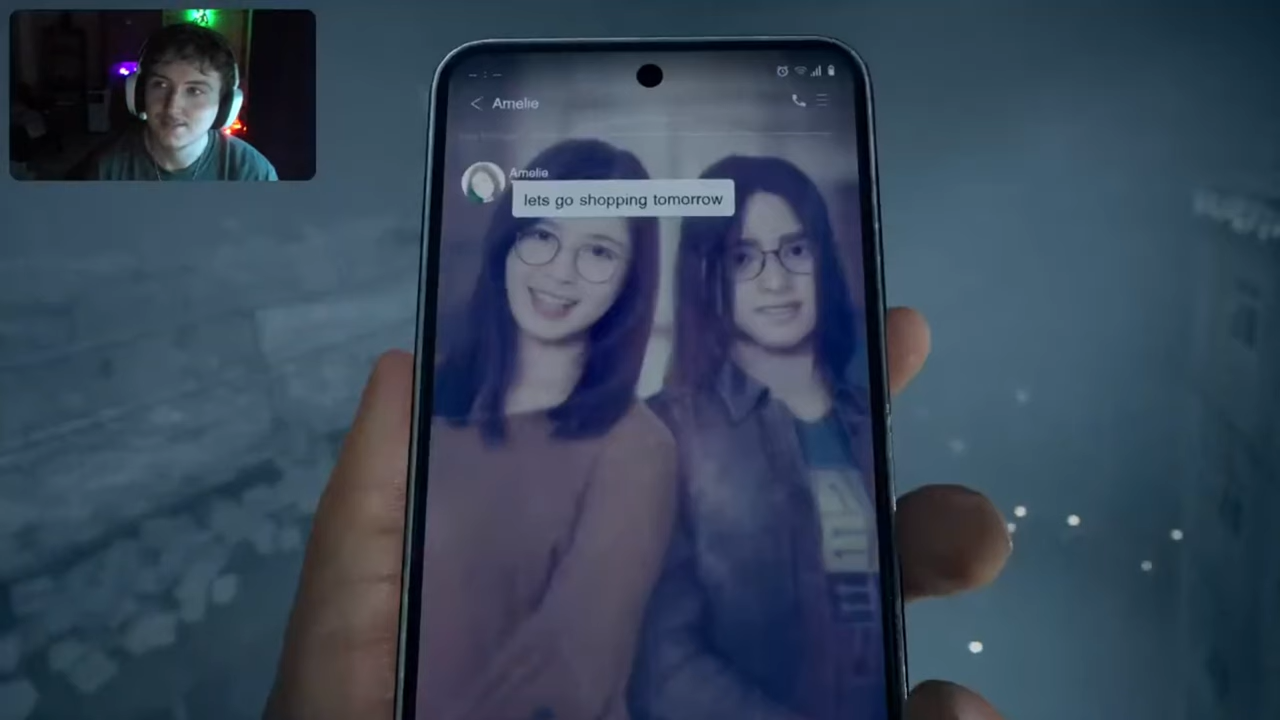 -- : --
Amelie
Amelie
lets go shopping tomorrow